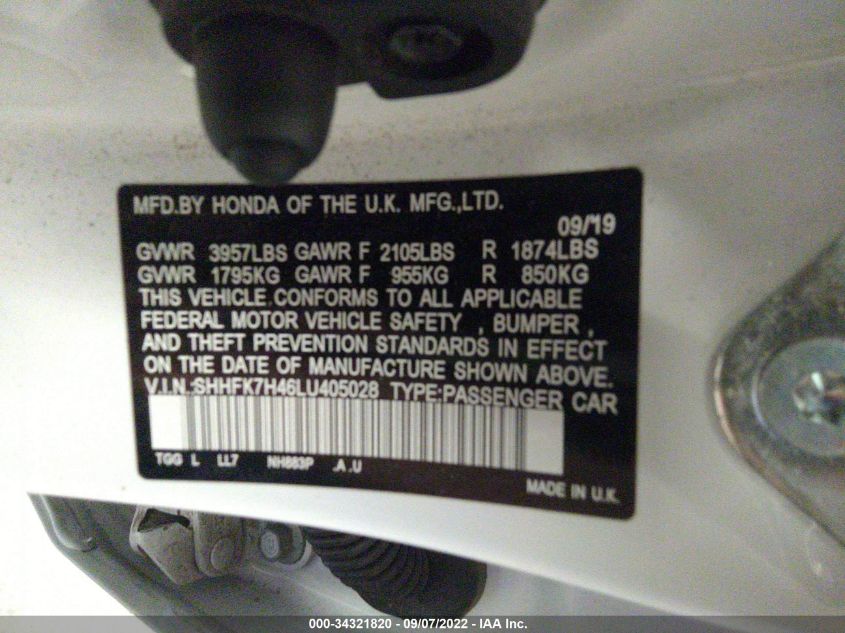 MFD.BY HONDA OF THE U.K. MFG.,LTD.
09/19
GVWR 3957LBS GAWR F 2105LBS R 1874LBS
GVWR 1795KG GAWR F 955KG R 850KG
THIS VEHICLE CONFORMS TO ALL APPLICABLE
FEDERAL MOTOR VEHICLE SAFETY , BUMPER ,
AND THEFT PREVENTION STANDARDS IN EFFECT
ON THE DATE OF MANUFACTURE SHOWN ABOVE.
V.I.N.:SHHFK7H46LU405028 TYPE:PASSENGER CAR
TGG L LL7 NH883P .A .U
MADE IN U.K.
000-34321820 - 09/07/2022 - IAA Inc.